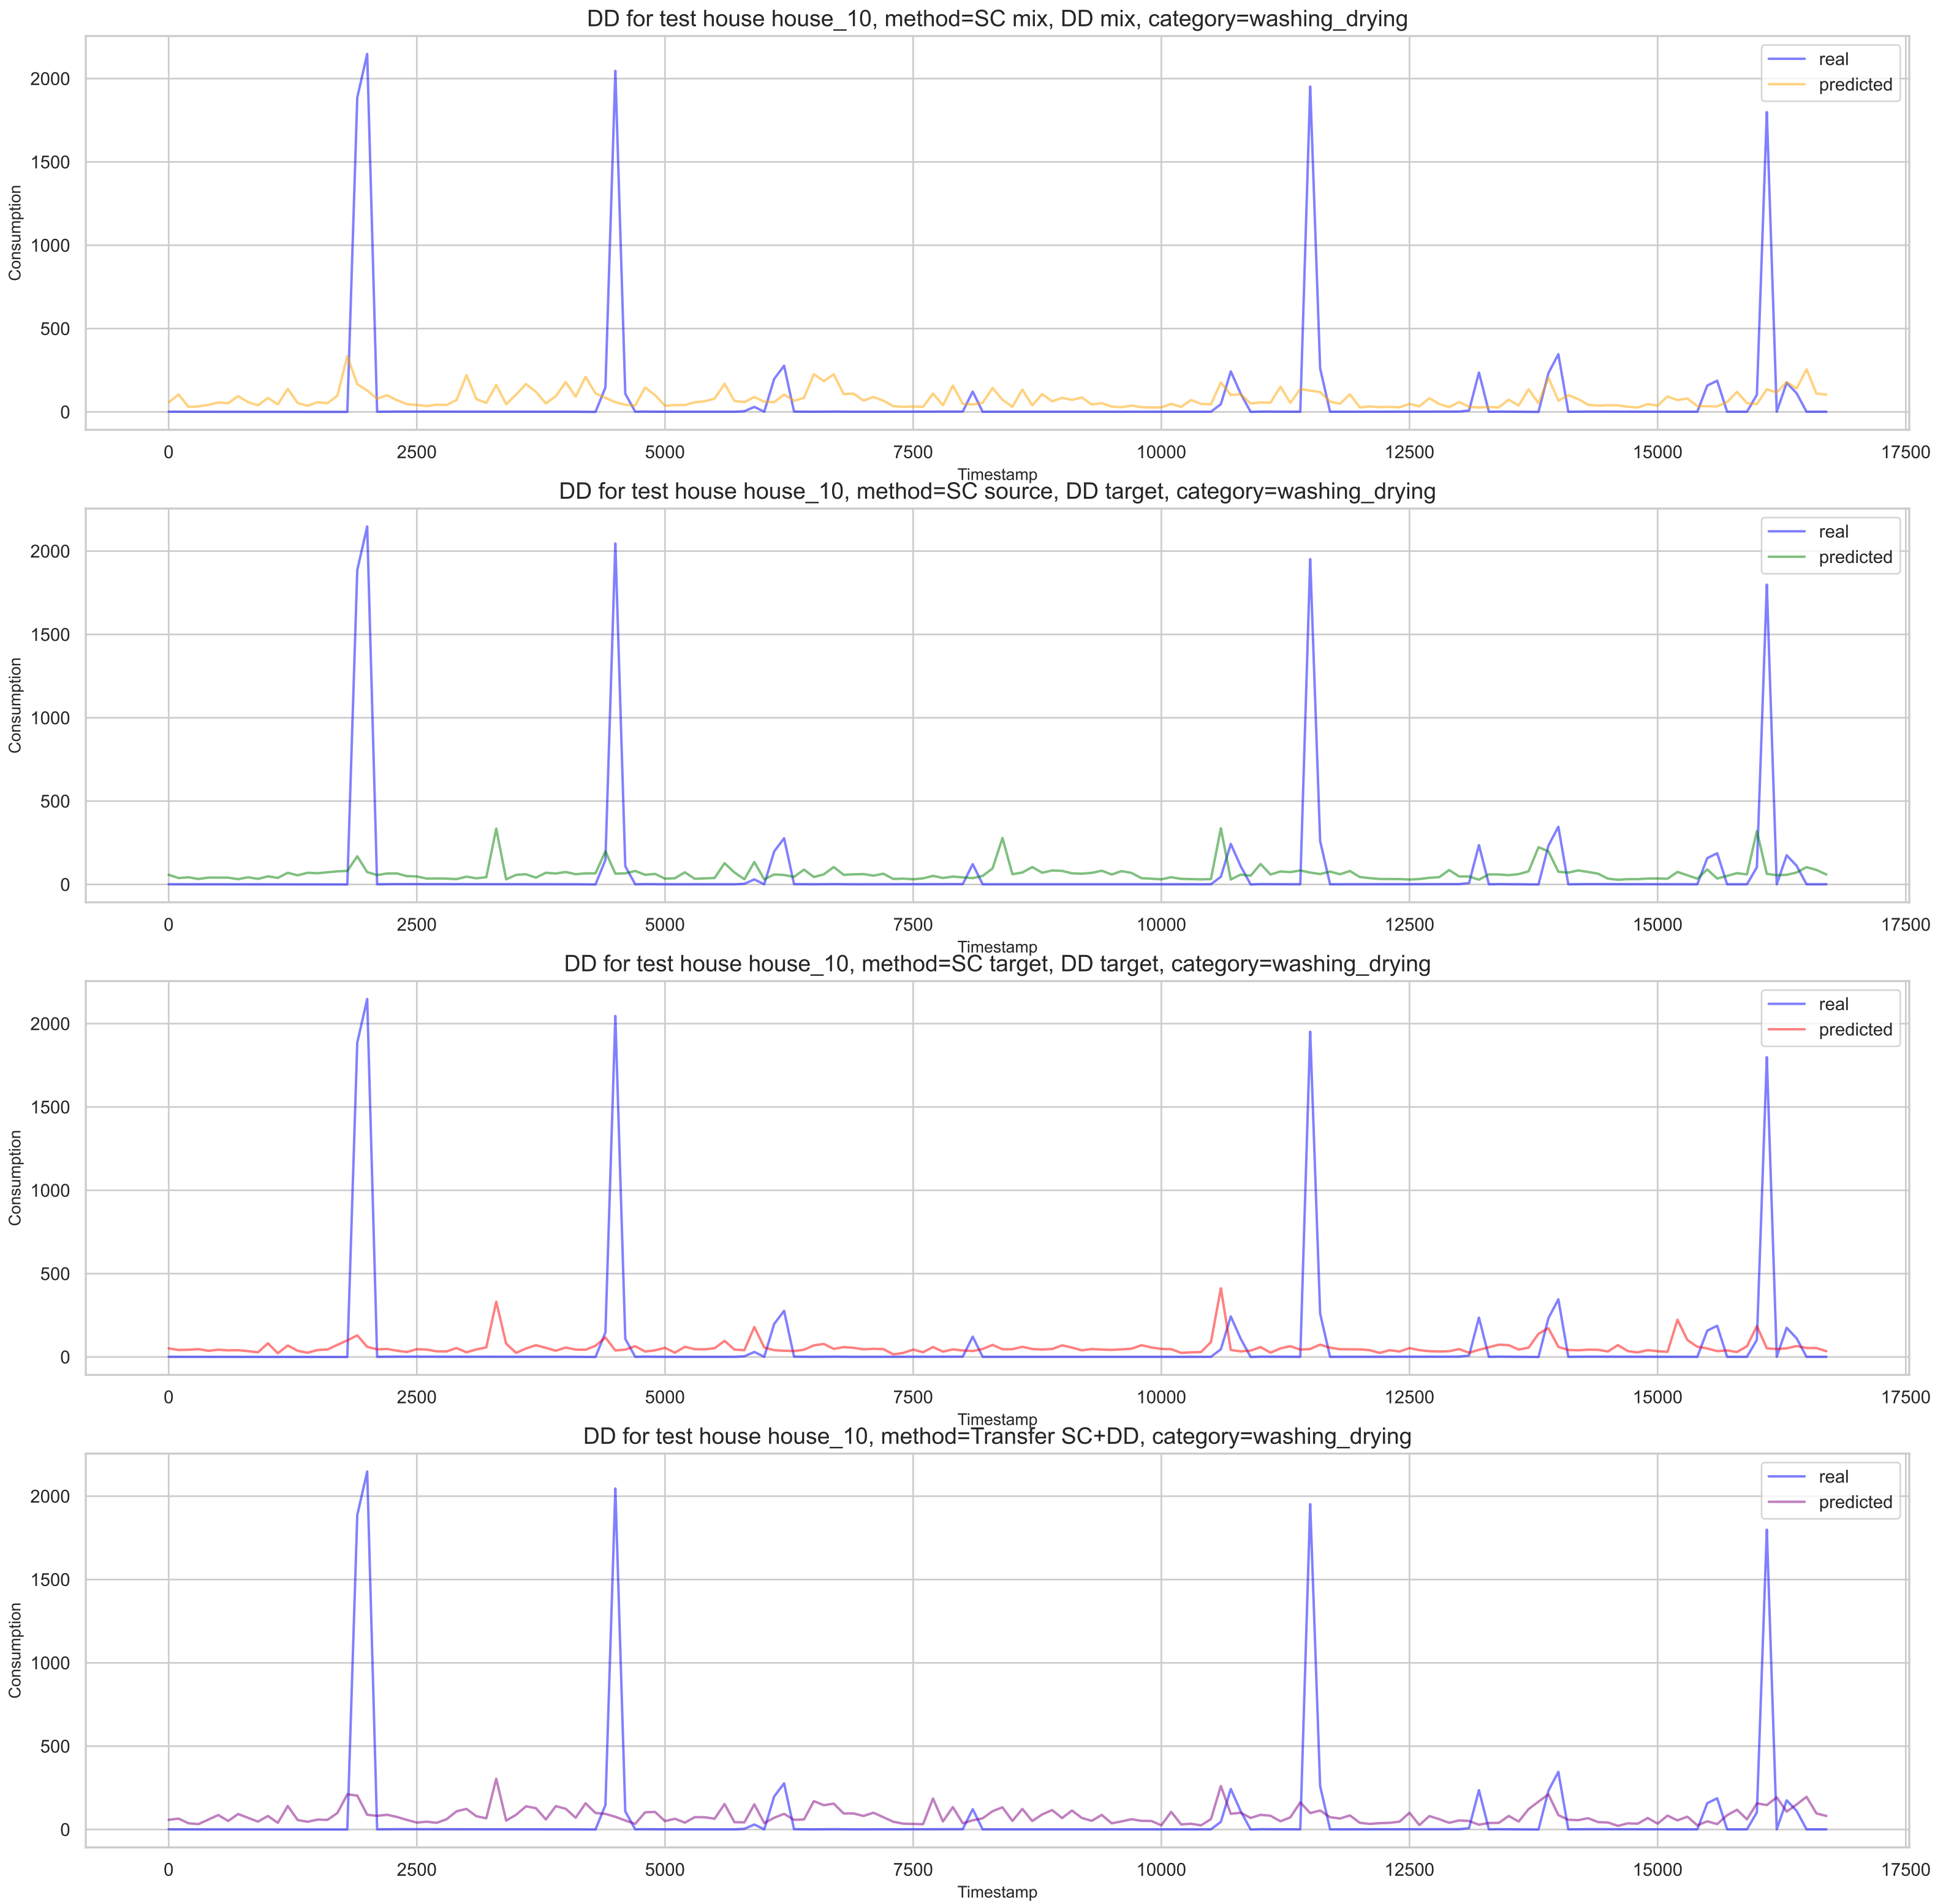 DD for test house house_10, method=SC mix, DD mix, category=washing_drying
real
predicted
2000
1500
1000
500
0
Consumption
0 2500 5000 7500 10000 12500 15000 17500
Timestamp
DD for test house house_10, method=SC source, DD target, category=washing_drying
real
predicted
2000
1500
1000
500
0
Consumption
0 2500 5000 7500 10000 12500 15000 17500
Timestamp
DD for test house house_10, method=SC target, DD target, category=washing_drying
real
predicted
2000
1500
1000
500
0
Consumption
0 2500 5000 7500 10000 12500 15000 17500
Timestamp
DD for test house house_10, method=Transfer SC+DD, category=washing_drying
real
predicted
2000
1500
1000
500
0
Consumption
0 2500 5000 7500 10000 12500 15000 17500
Timestamp